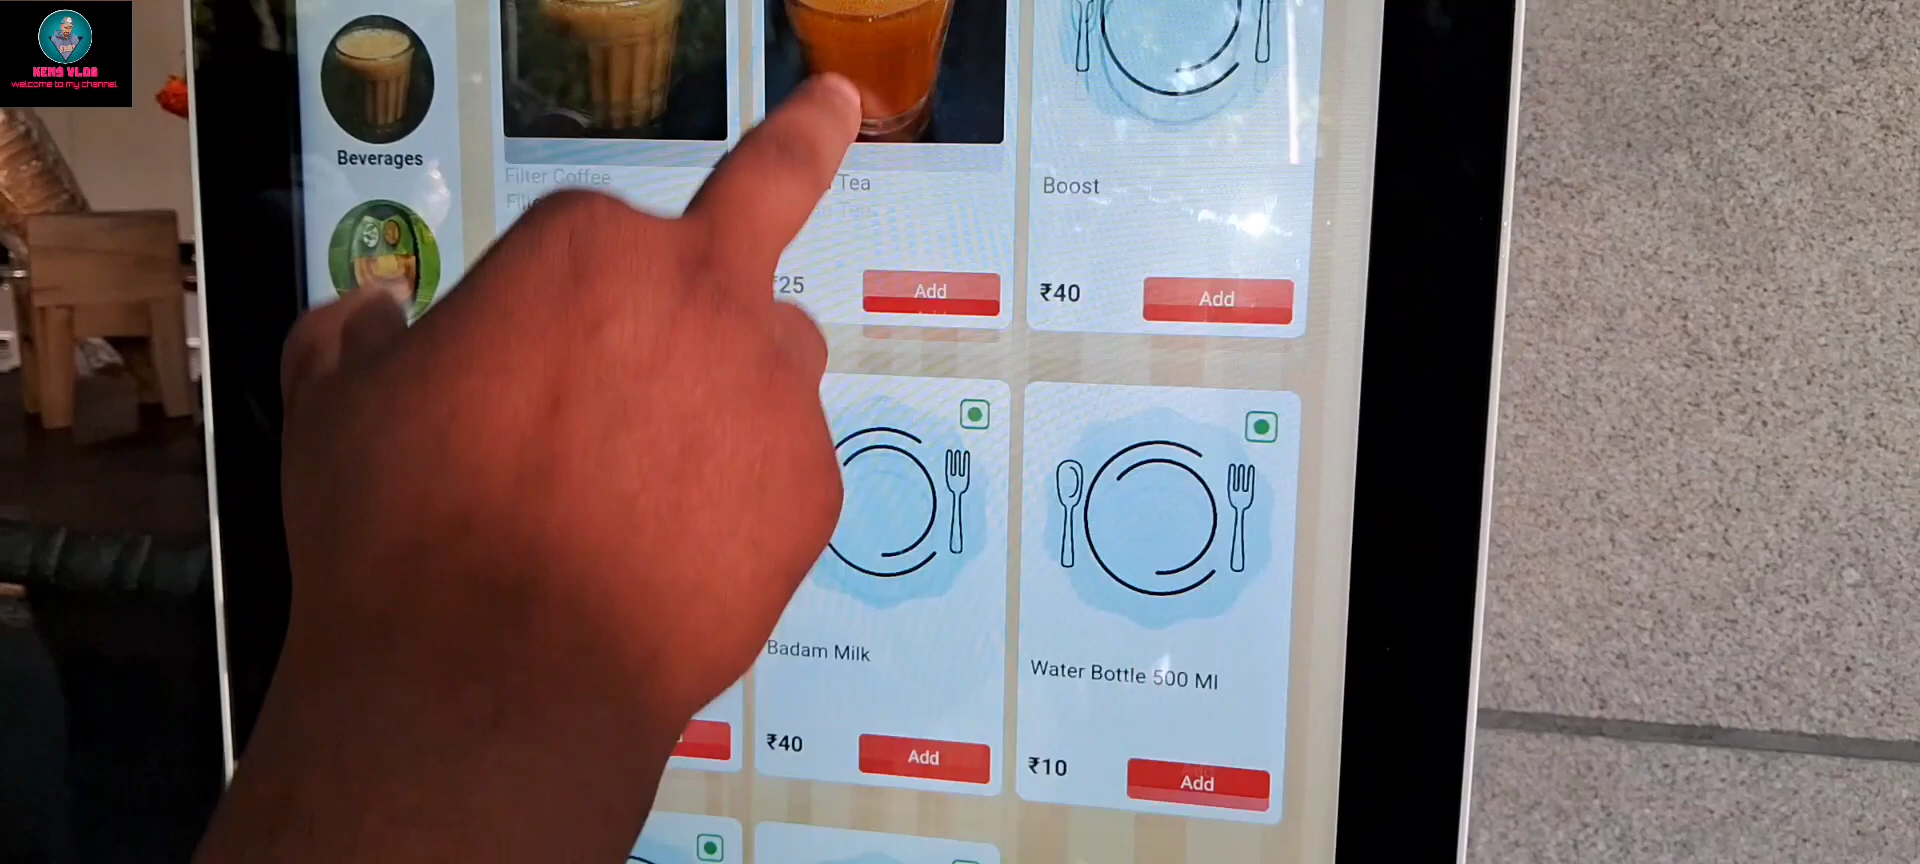 KENS VLOG
welcome to my channel
Beverages
Filter Coffee
Tea
Boost
₹25
Add
₹40
Add
Badam Milk
Water Bottle 500 Ml
₹40
Add
₹10
Add